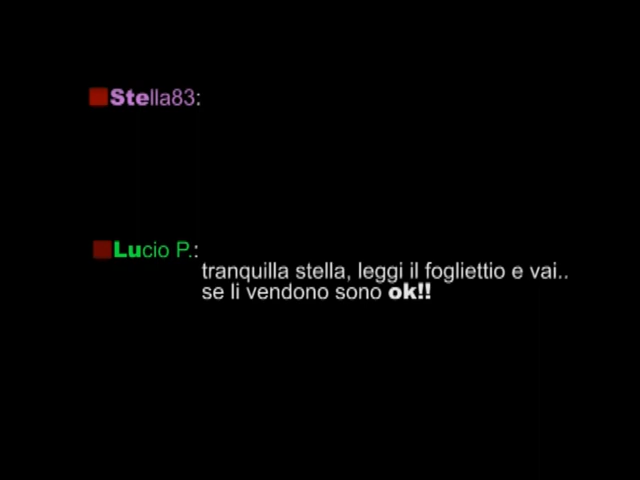 Stella83:
Lucio P.:
tranquilla stella, leggi il fogliettio e vai..
se li vendono sono ok!!